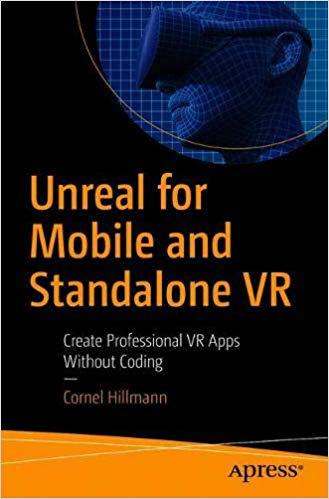 Unreal for
Mobile and
Standalone VR
Create Professional VR Apps
Without Coding
—
Cornel Hillmann
Apress®